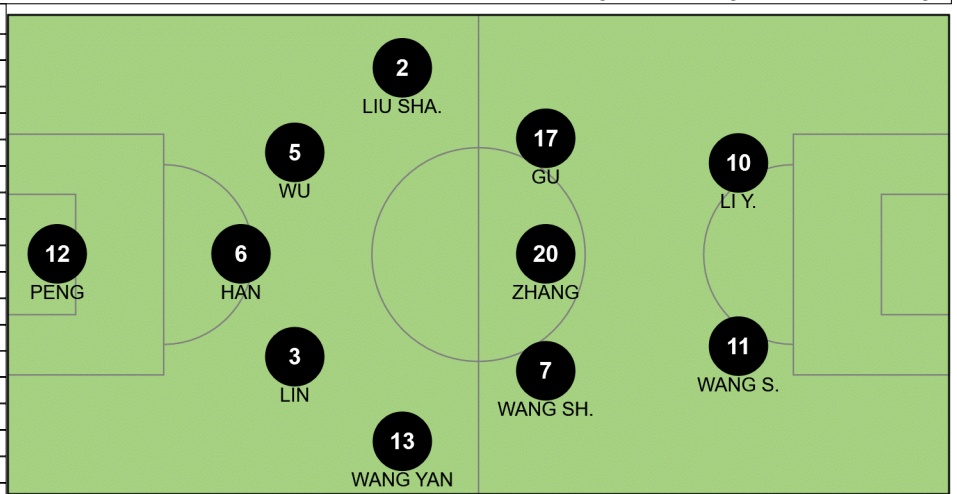 2
LIU SHA.
17
GU
5
WU
10
LI Y.
12
PENG
6
HAN
20
ZHANG
3
LIN
7
WANG SH.
11
WANG S.
13
WANG YAN